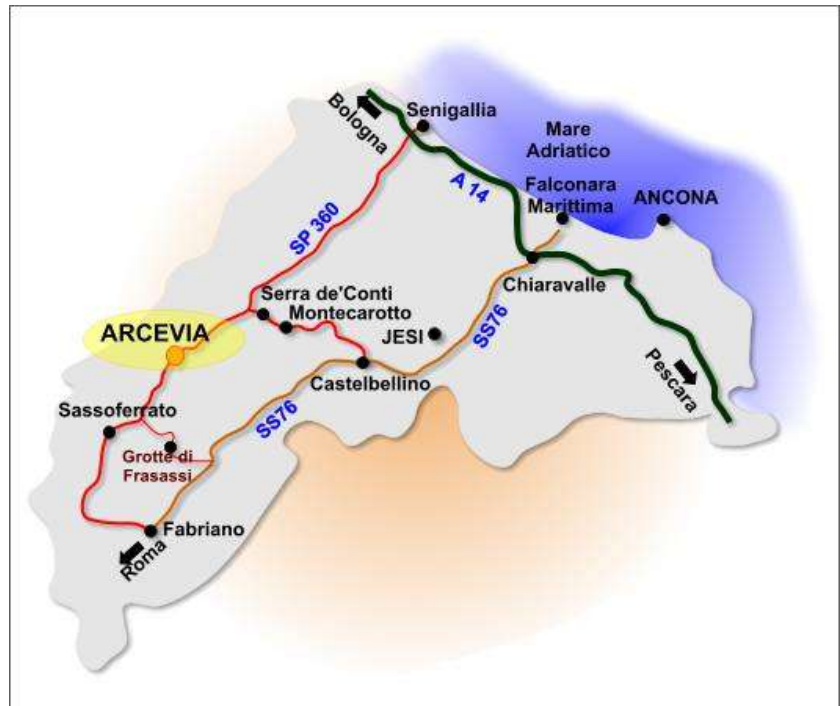 Bologna
Senigallia
Mare
Adriatico
A 14
Falconara
Marittima
ANCONA
SP 360
Chiaravalle
Serra de'Conti
Montecarotto
ARCEVIA
JESI
SS76
Castelbellino
Pescara
Sassoferrato
SS76
Grotte di
Frasassi
Fabriano
Roma